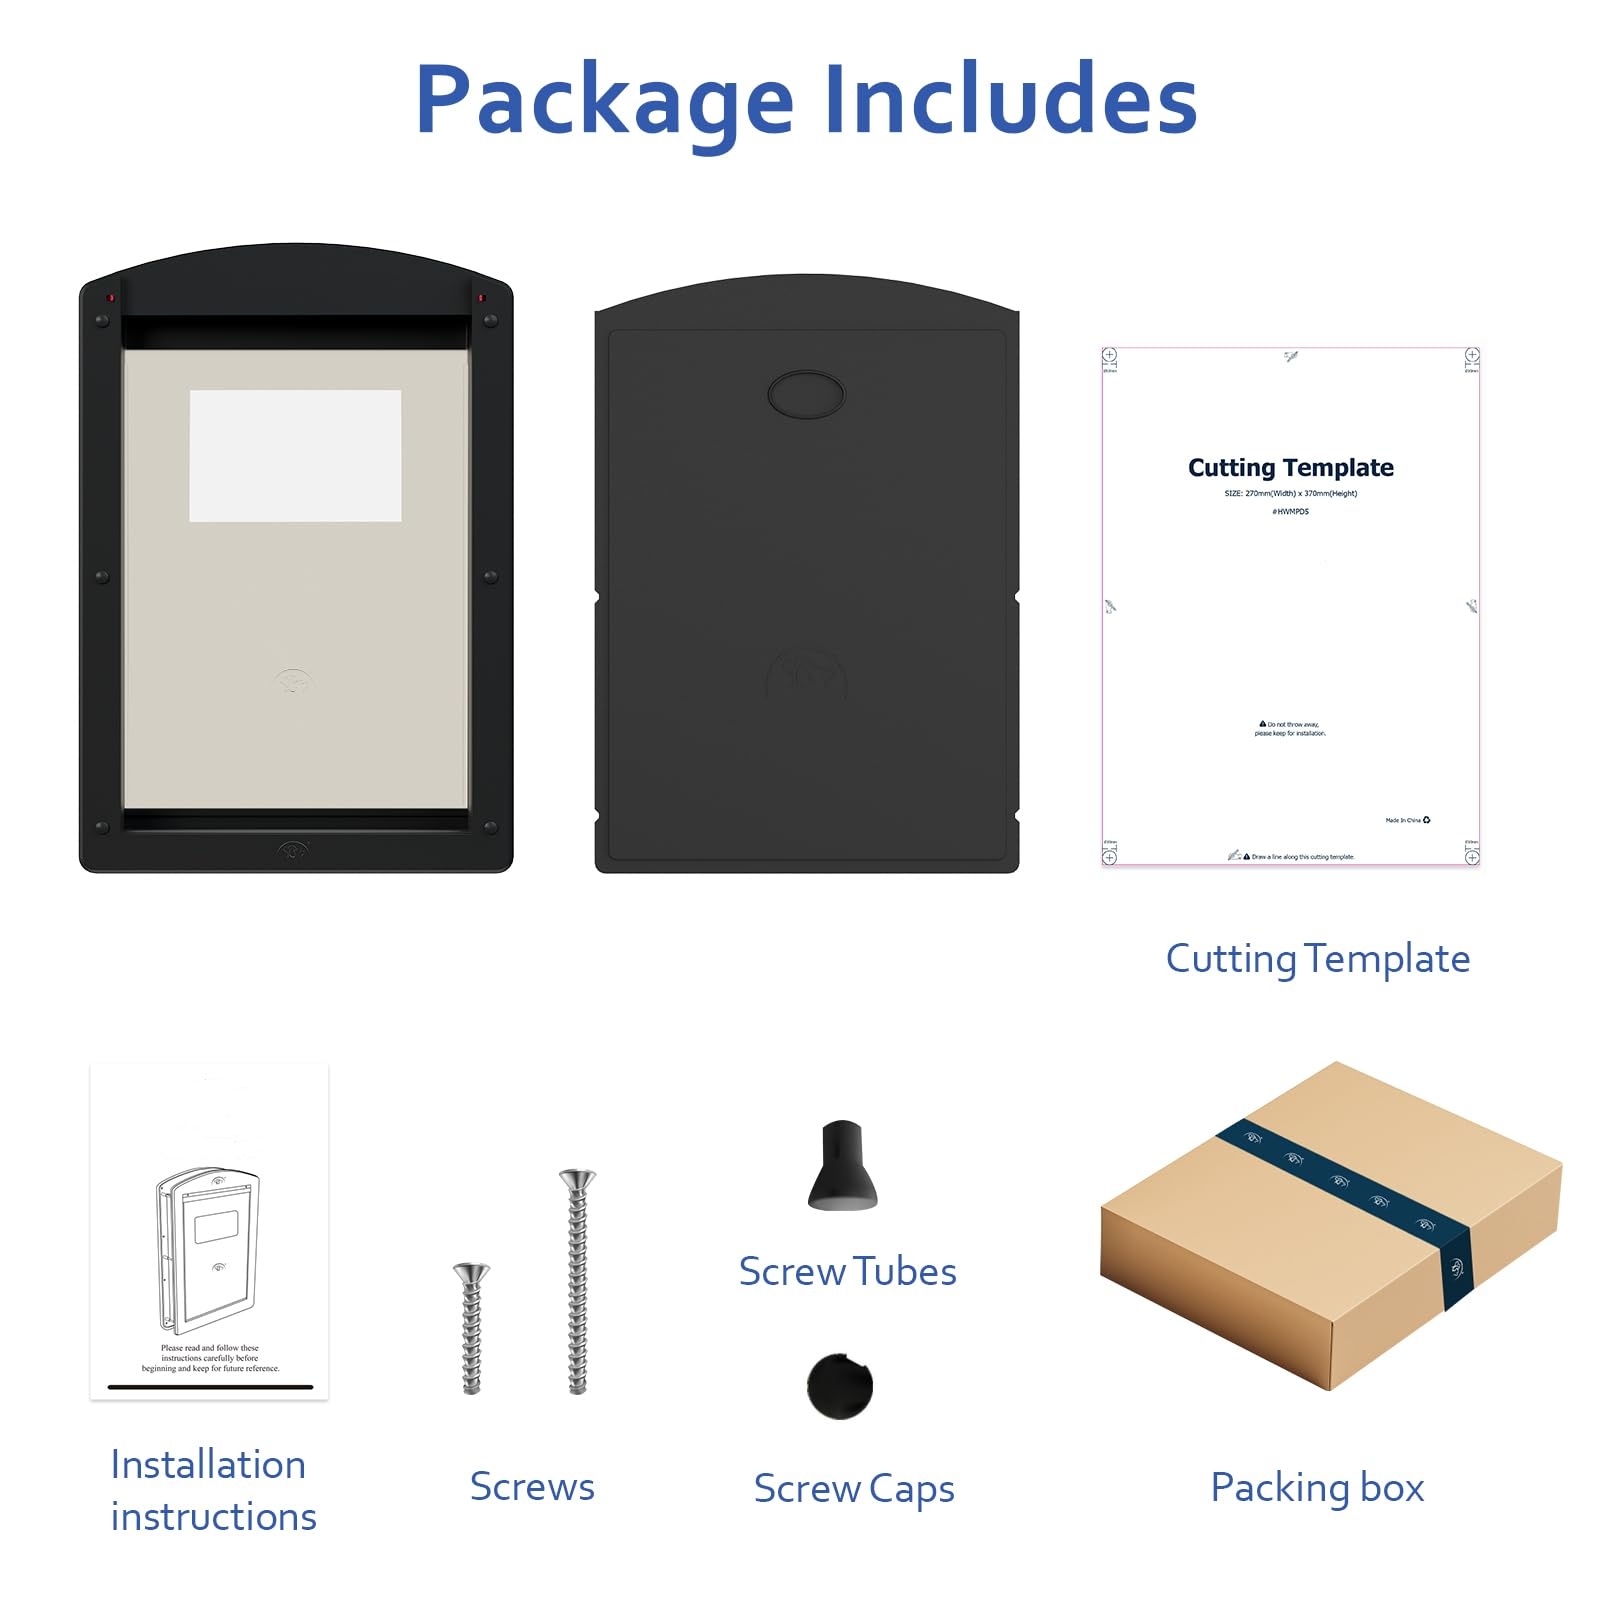 Package Includes
Cutting Template
SIZE: 270mm(Width) x 370mm(Height)
#HWMPDS
Do not throw away,
please keep for installation.
Made In China
Draw a line along this cutting template.
Cutting Template
Please read and follow these
instructions carefully before
beginning and keep for future reference.
Installation
instructions
Screws
Screw Tubes
Screw Caps
Packing box